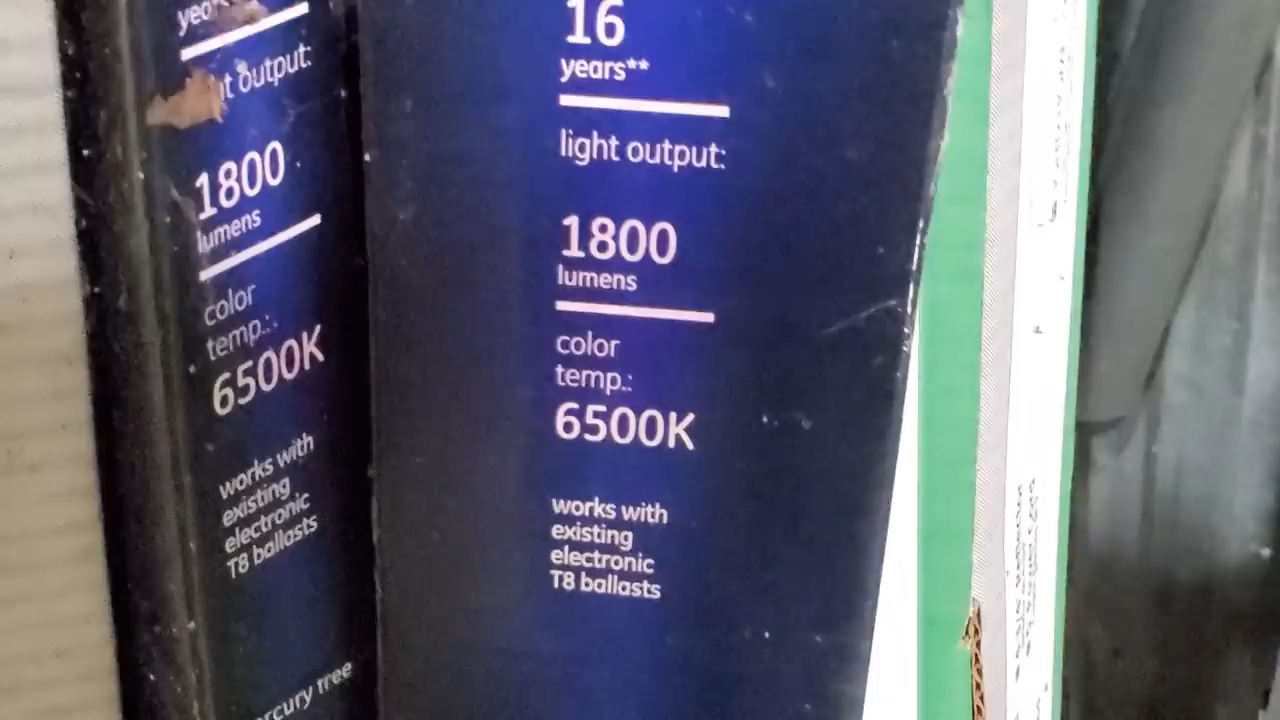 16
years**
light output:
1800
lumens
color
temp.:
6500K
works with
existing
electronic
T8 ballasts
output:
1800
lumens
color
temp.:
6500K
works with
existing
electronic
T8 ballasts